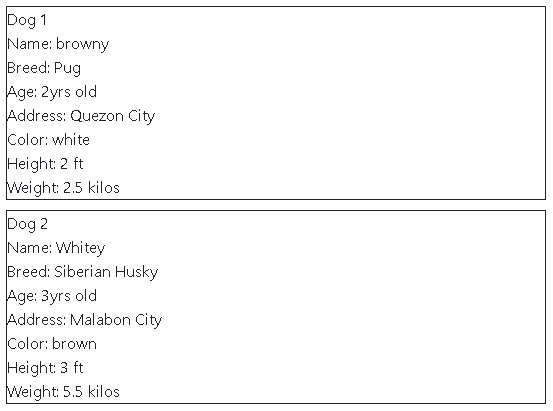 Dog 1
Name: browny
Breed: Pug
Age: 2yrs old
Address: Quezon City
Color: white
Height: 2 ft
Weight: 2.5 kilos
Dog 2
Name: Whitey
Breed: Siberian Husky
Age: 3yrs old
Address: Malabon City
Color: brown
Height: 3 ft
Weight: 5.5 kilos